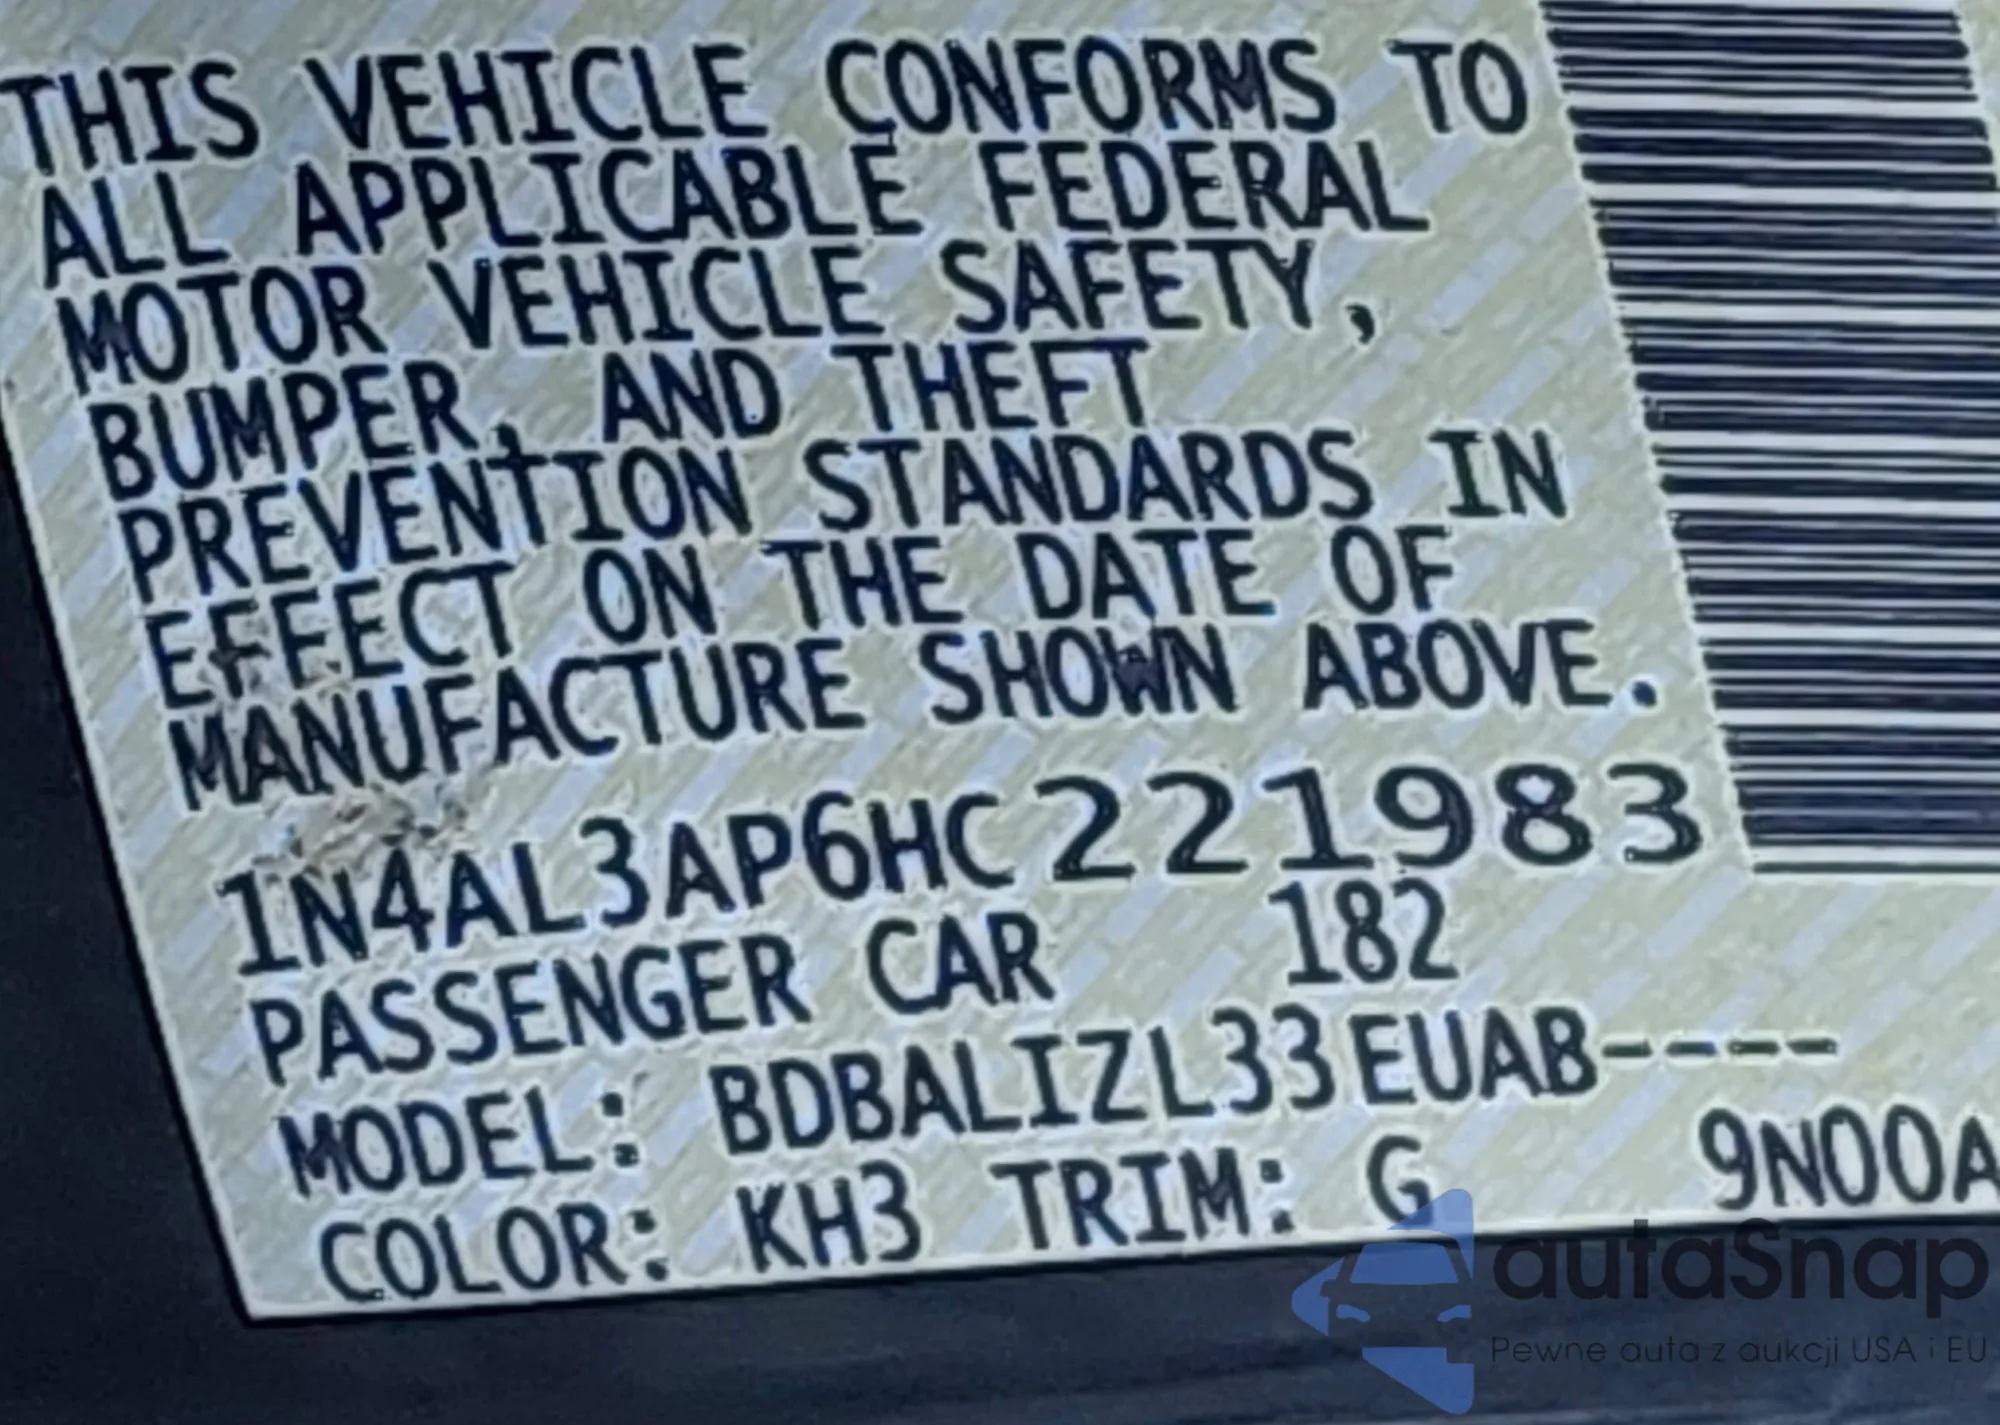 THIS VEHICLE CONFORMS TO
ALL APPLICABLE FEDERAL
MOTOR VEHICLE SAFETY,
BUMPER, AND THEFT
PREVENTION STANDARDS IN
EFFECT ON THE DATE OF
MANUFACTURE SHOWN ABOVE.
1N4AL3AP6HC221983
PASSENGER CAR 182
MODEL: BDBALIZL33EUAB----
COLOR: KH3 TRIM: G 9N00A
autaSnap
Pewne auta z aukcji USA i EU